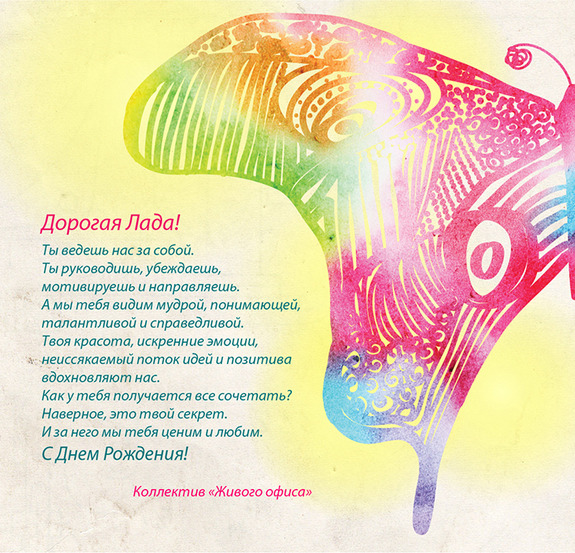 Дорогая Лада!
Ты ведешь нас за собой.
Ты руководишь, убеждаешь,
мотивируешь и направляешь.
А мы тебя видим мудрой, понимающей,
талантливой и справедливой.
Твоя красота, искренние эмоции,
неиссякаемый поток идей и позитива
вдохновляют нас.
Как у тебя получается все сочетать?
Наверное, это твой секрет.
И за него мы тебя ценим и любим.
С Днем Рождения!
Коллектив «Живого офиса»